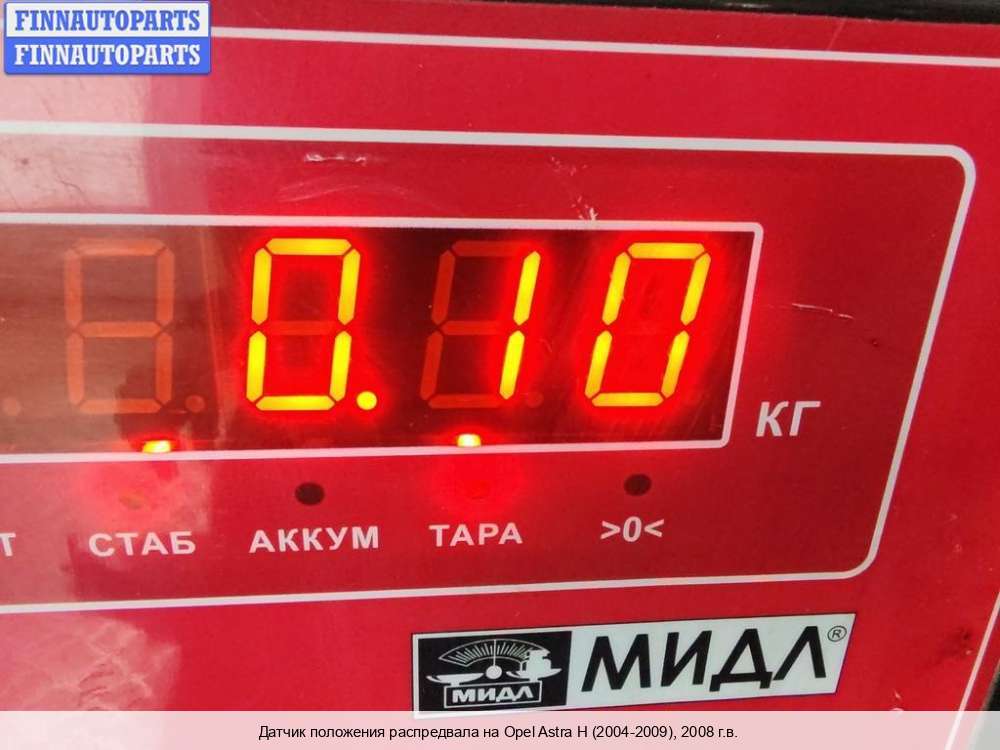 FINNAUTOPARTS
FINNAUTOPARTS
0.10
КГ
Т СТАБ АККУМ ТАРА >0<
МИДЛ МИДЛ®
Датчик положения распредвала на Opel Astra H (2004-2009), 2008 г.в.